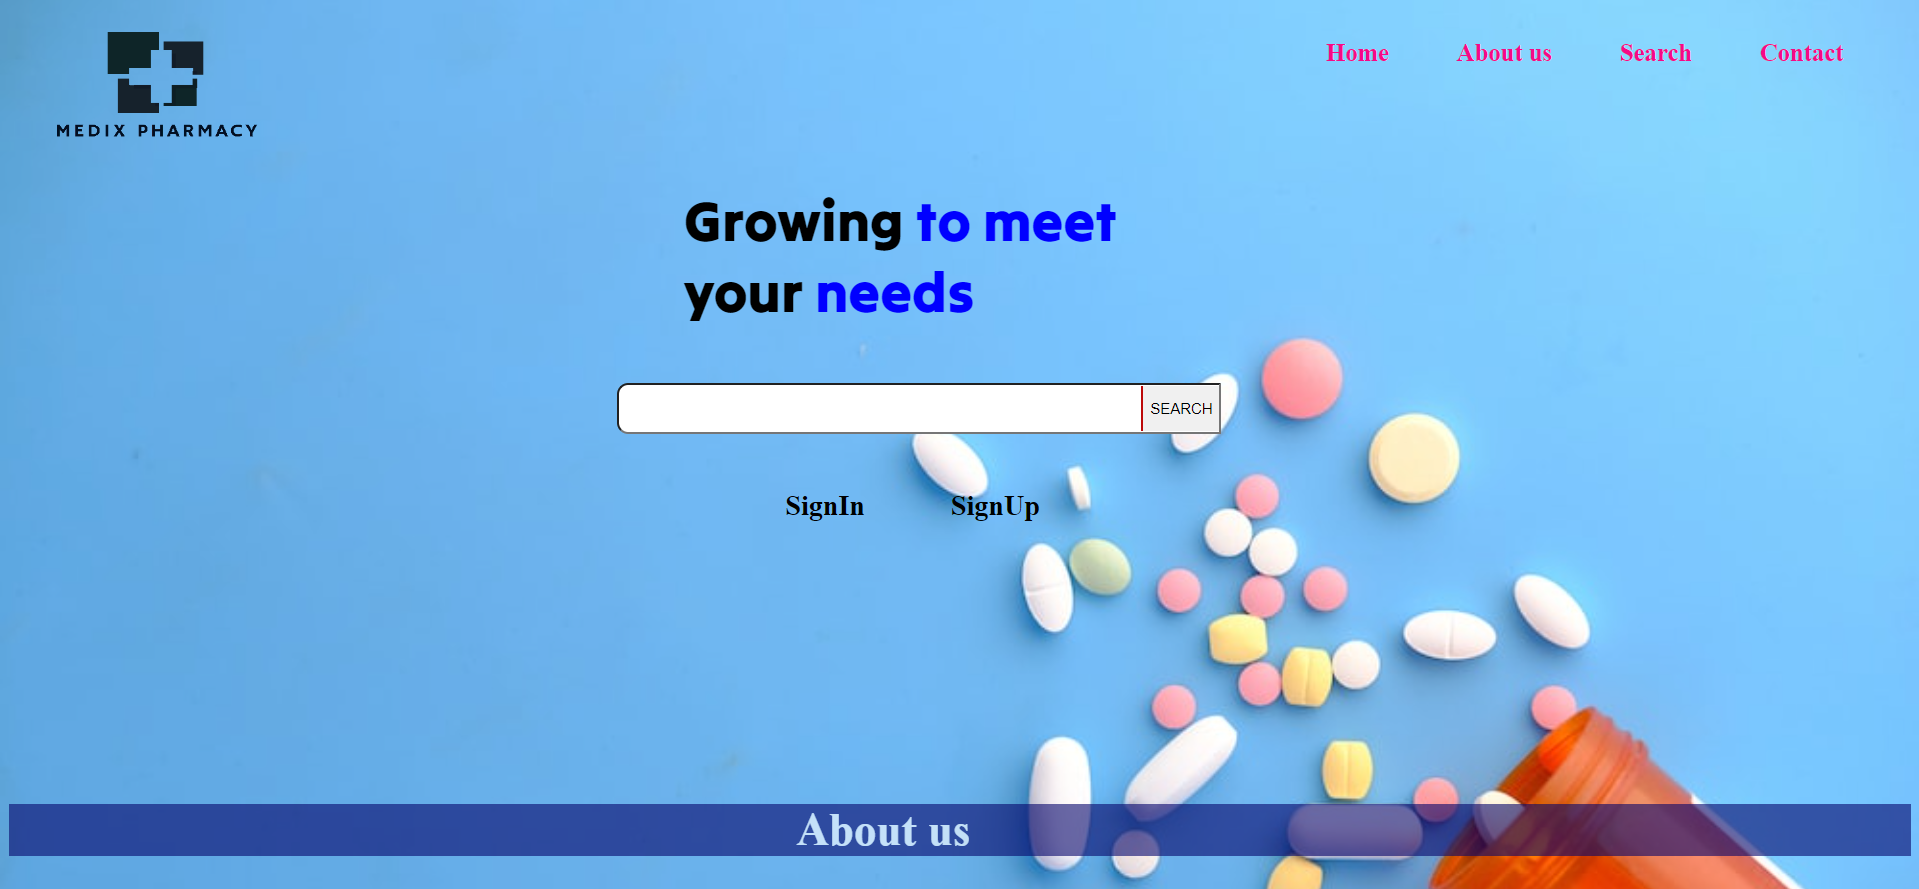 MEDIX PHARMACY
Home About us Search Contact
Growing to meet
your needs
SEARCH
SignIn SignUp
About us